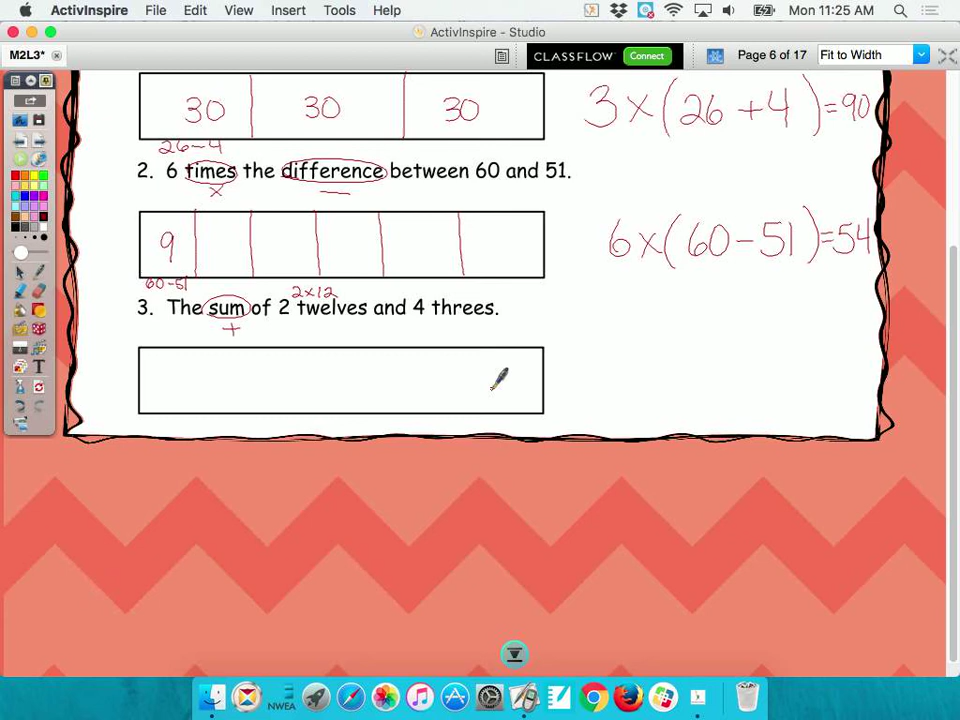 ActivInspire File Edit View Insert Tools Help Mon 11:25 AM
ActivInspire - Studio
M2L3* CLASSFLOW Connect Page 6 of 17 Fit to Width
30 30 30 3 x (26 + 4) = 90
26 - 4
2. 6 times the difference between 60 and 51.
x —
9 6 x (60 - 51) = 54
60 - 51 2 x 12
3. The sum of 2 twelves and 4 threes.
+
T
NWEA